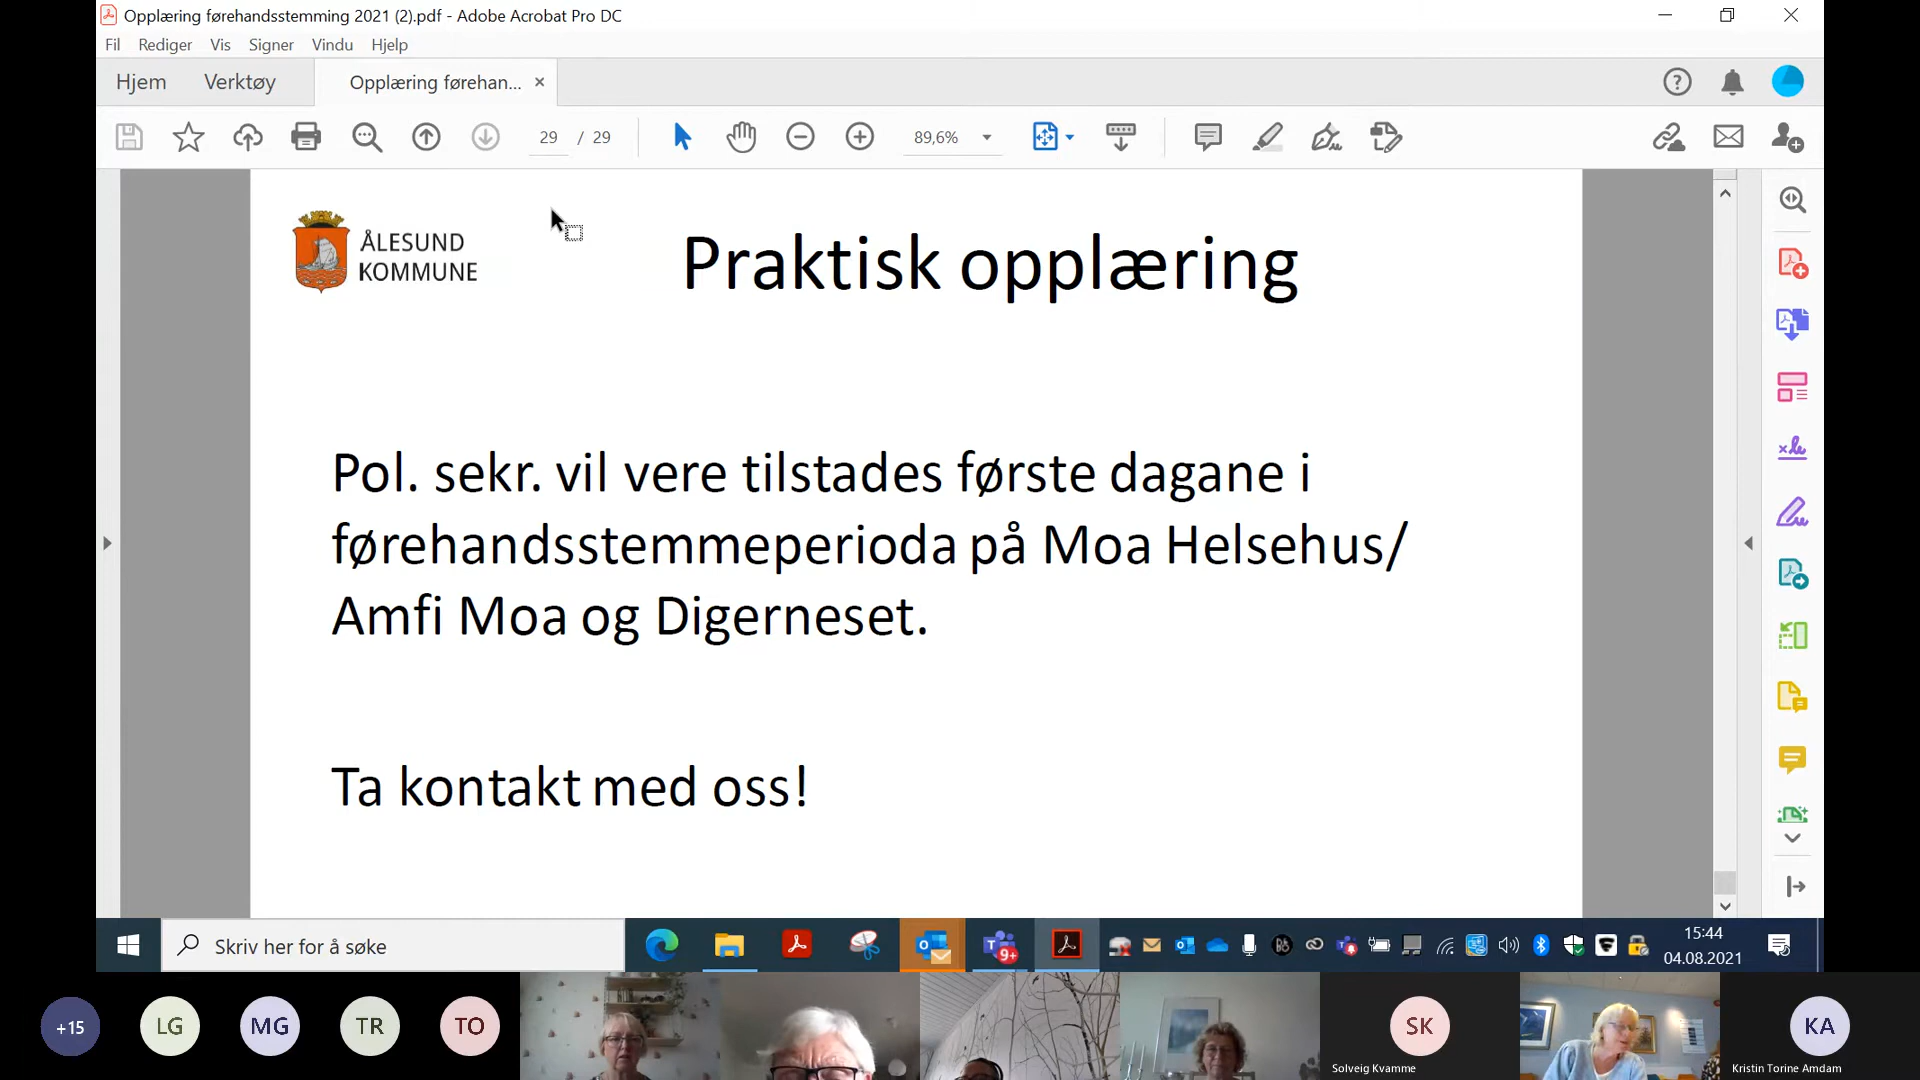 Opplæring førehandsstemming 2021 (2).pdf - Adobe Acrobat Pro DC
Fil Rediger Vis Signer Vindu Hjelp
Hjem Verktøy Opplæring førehan... ×
29 / 29 89,6%
ÅLESUND
KOMMUNE
Praktisk opplæring
Pol. sekr. vil vere tilstades første dagane i
førehandsstemmeperioda på Moa Helsehus/
Amfi Moa og Digerneset.
Ta kontakt med oss!
Skriv her for å søke
9+
15:44
04.08.2021
+15 LG MG TR TO SK KA
Solveig Kvamme Kristin Torine Amdam